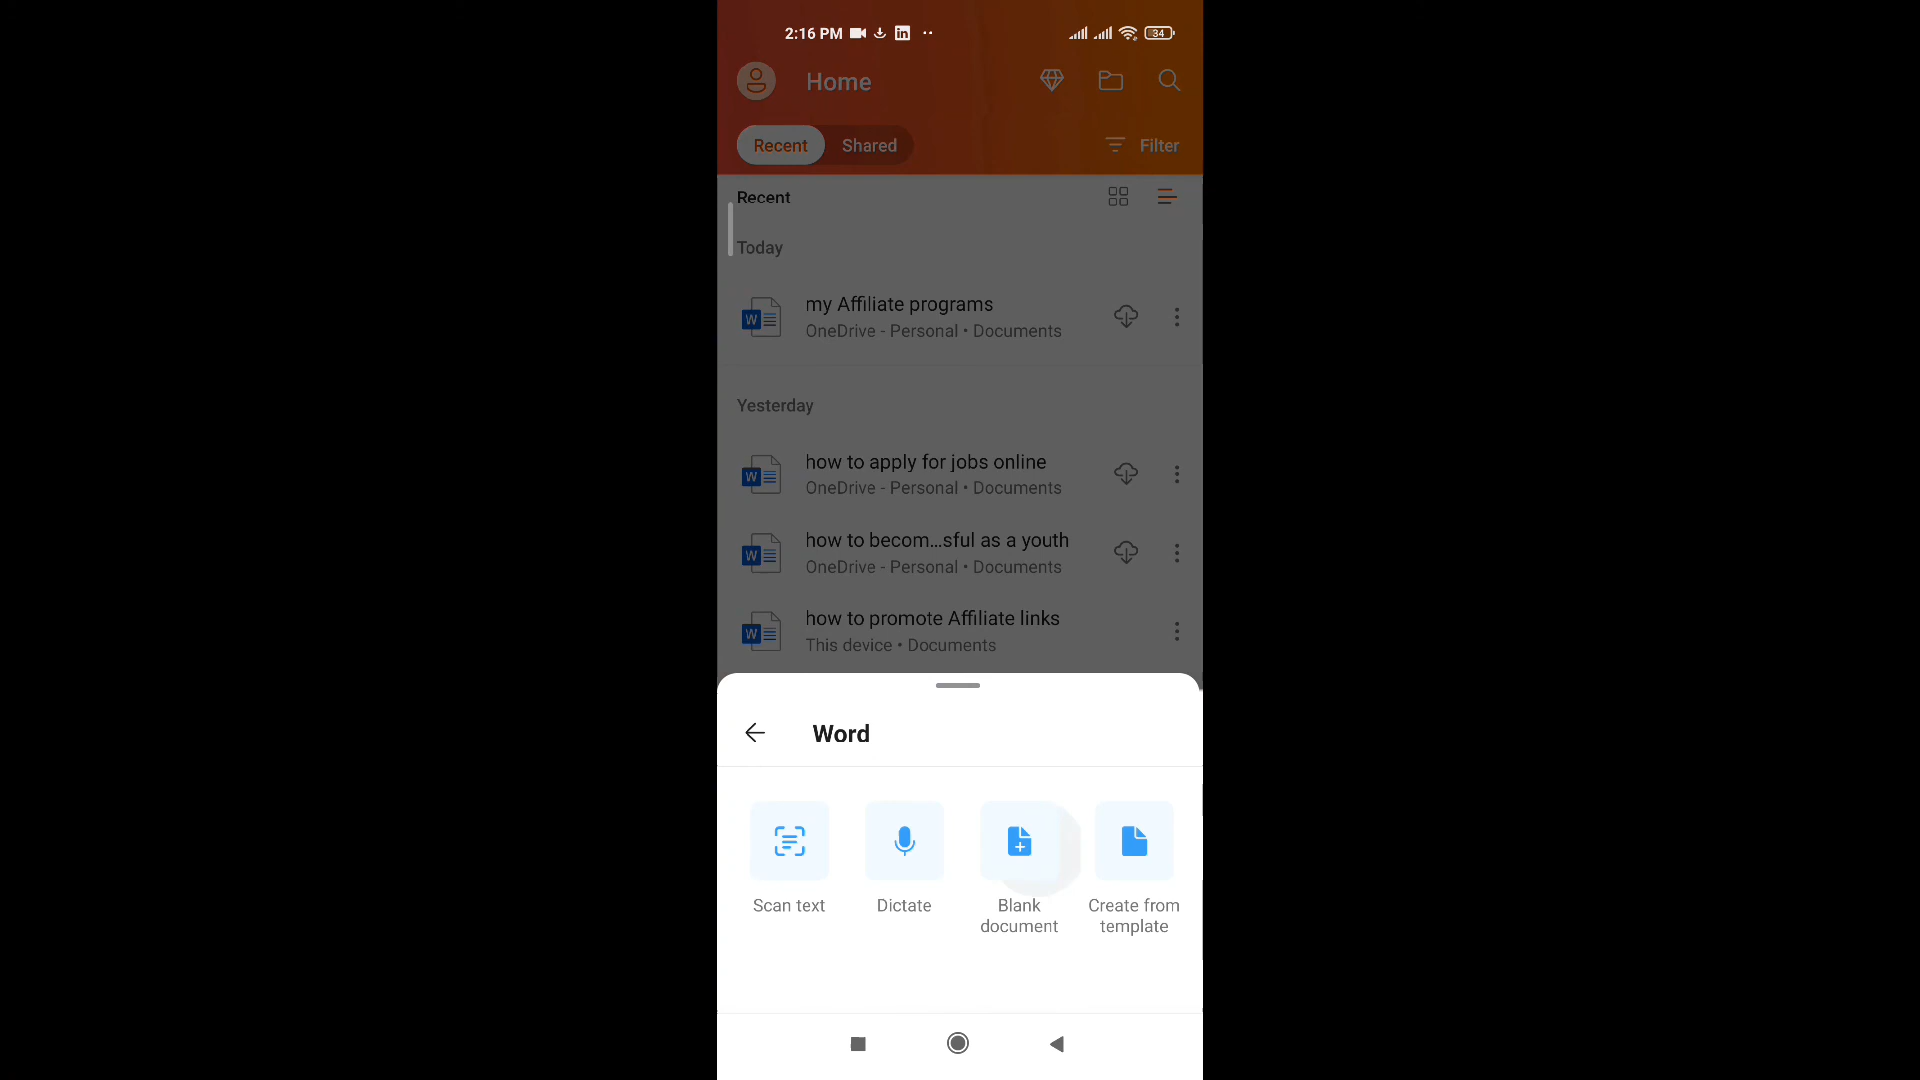 2:16 PM in 34
Home
Recent Shared Filter
Recent
Today
my Affiliate programs
W
OneDrive - Personal • Documents
Yesterday
how to apply for jobs online
W
OneDrive - Personal • Documents
how to becom...sful as a youth
W
OneDrive - Personal • Documents
how to promote Affiliate links
W
This device • Documents
Word
Scan text
Dictate
Blank
document
Create from
template